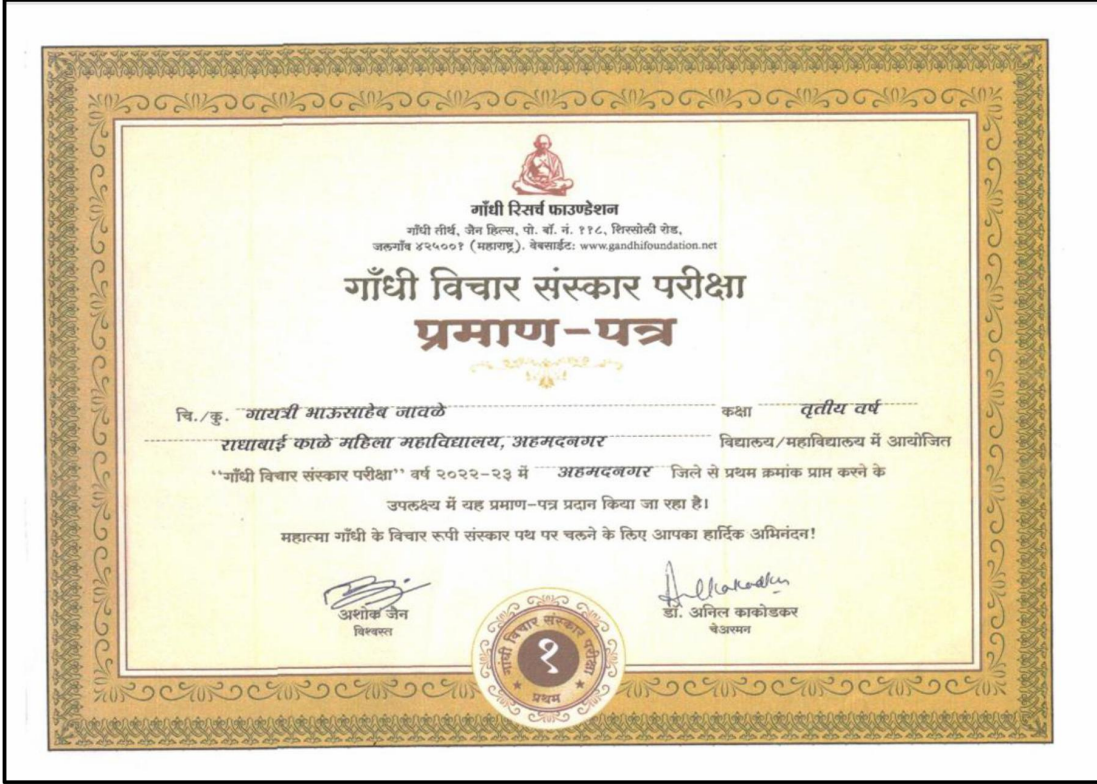 गाँधी रिसर्च फाउण्डेशन
गाँधी तीर्थ, जैन हिल्स, पो. बॉ. नं. ११८, शिरसोली रोड,
जलगाँव ४२५००१ (महाराष्ट्र). वेबसाईट: www.gandhifoundation.net
गाँधी विचार संस्कार परीक्षा
प्रमाण-पत्र
चि./कु. गायत्री भाऊसाहेब जावळे कक्षा तृतीय वर्ष
राधाबाई काळे महिला महाविद्यालय, अहमदनगर विद्यालय/महाविद्यालय में आयोजित
“गाँधी विचार संस्कार परीक्षा” वर्ष २०२२-२३ में अहमदनगर जिले से प्रथम क्रमांक प्राप्त करने के
उपलक्ष्य में यह प्रमाण-पत्र प्रदान किया जा रहा है।
महात्मा गाँधी के विचार रूपी संस्कार पथ पर चलने के लिए आपका हार्दिक अभिनंदन!
अशोक जैन
विश्वस्त
डॉ. अनिल काकोडकर
चेअरमन
गांधी विचार संस्कार परीक्षा
१
प्रथम